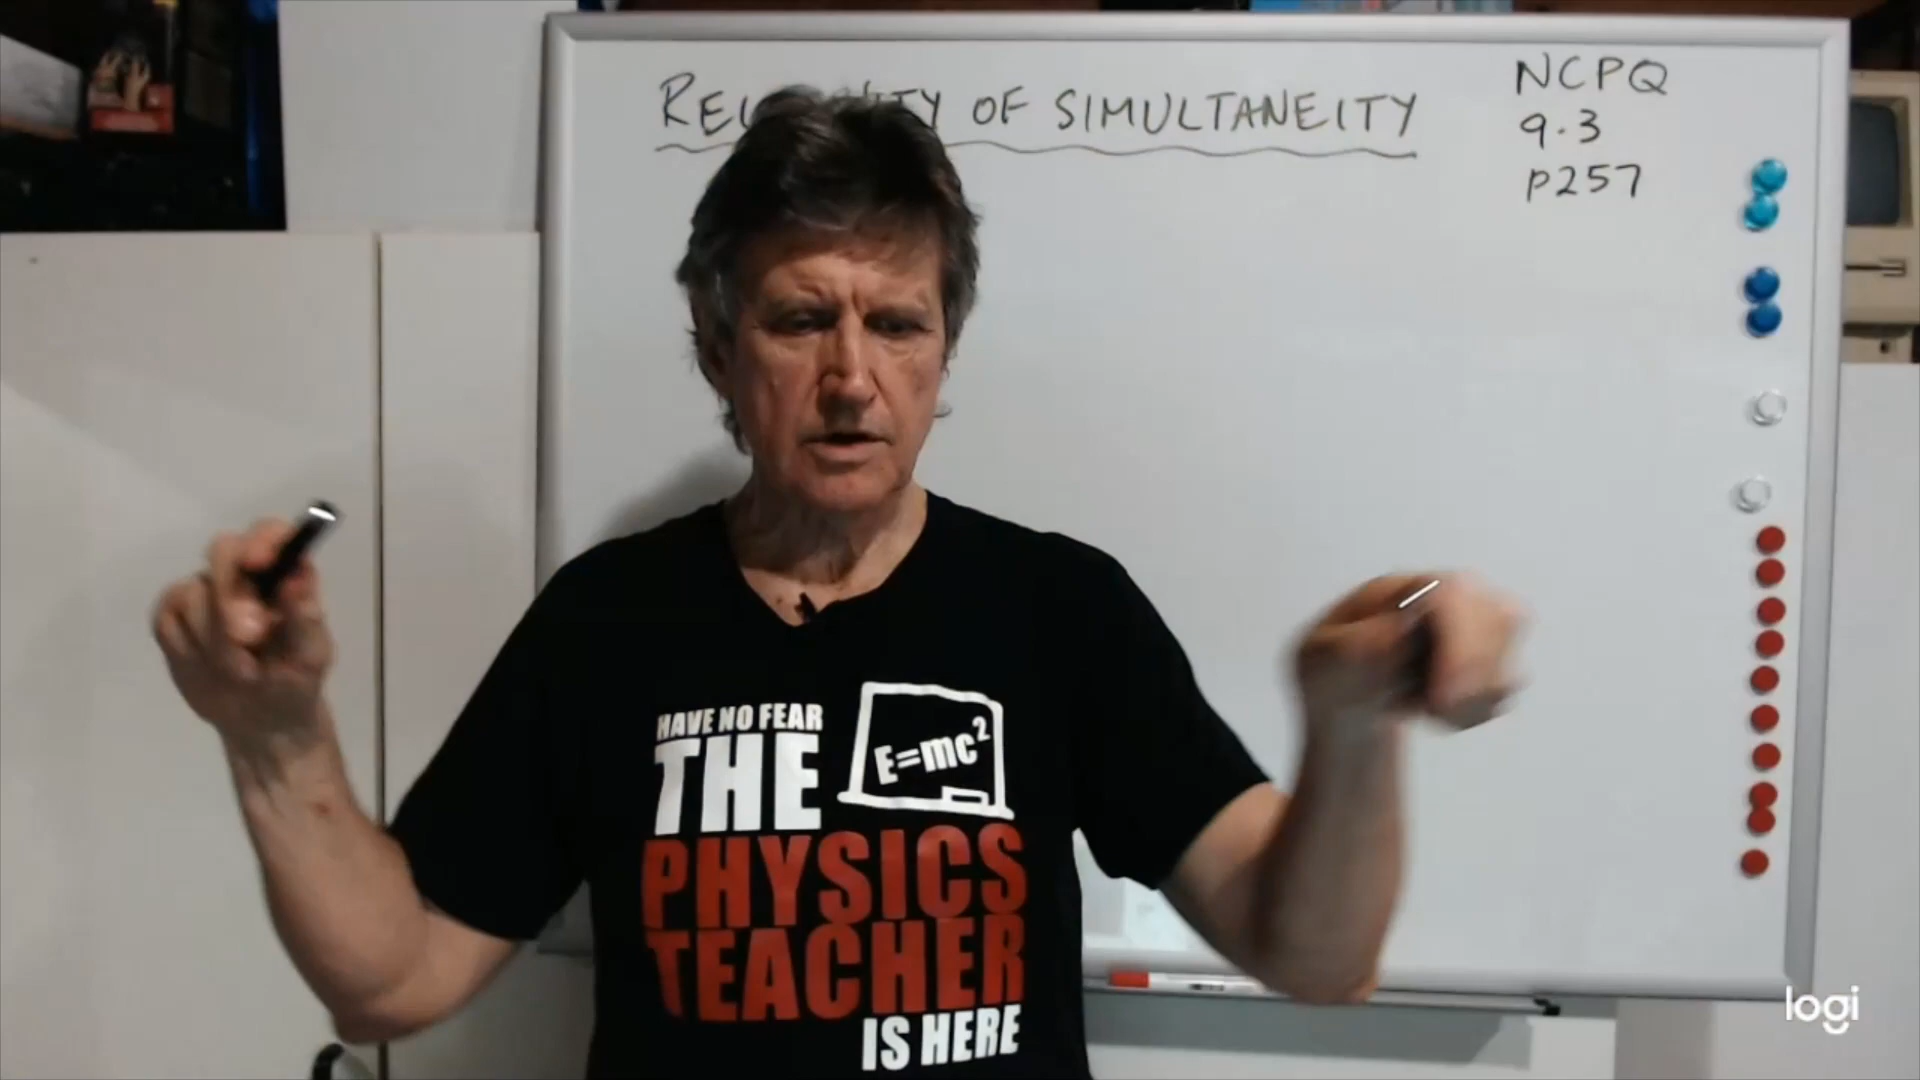 OF SIMULTANEITY
NCPQ
9.3
p257
HAVE NO FEAR
THE
E=mc²
PHYSICS
TEACHER
IS HERE
logi